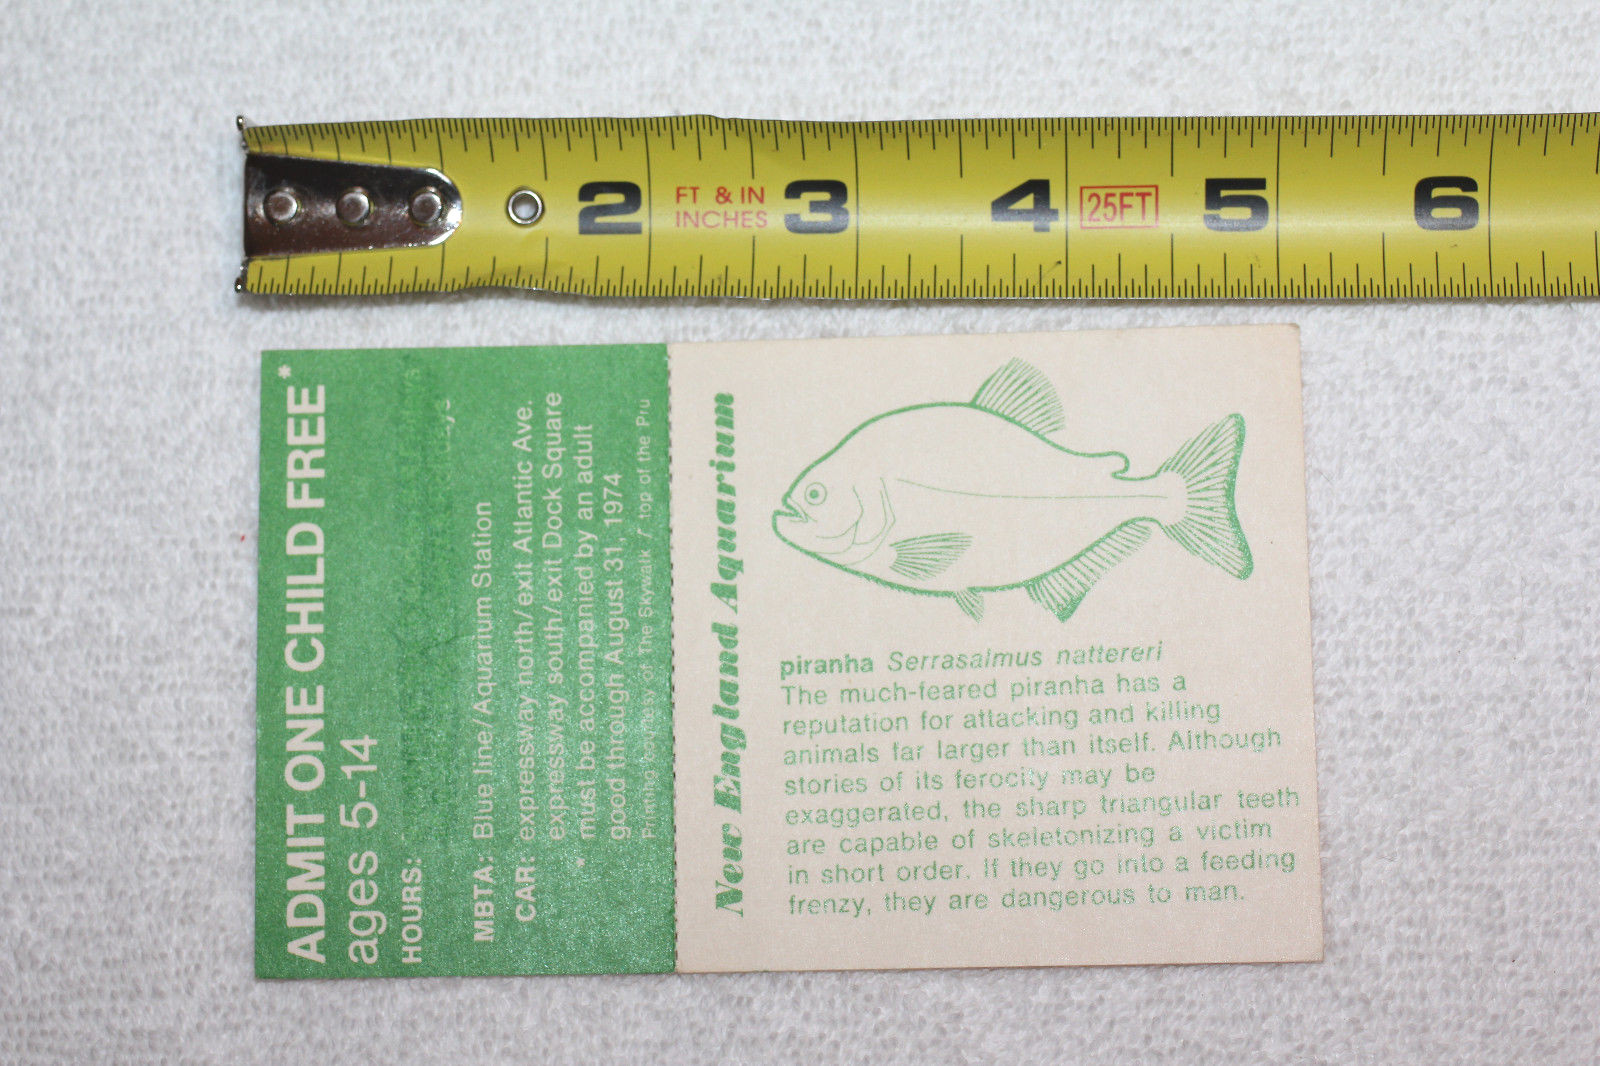 2 FT & IN 3 4 25FT 5 6
INCHES
ADMIT ONE CHILD FREE*
ages 5-14
HOURS:
MBTA: Blue line/Aquarium Station
CAR: expressway north/exit Atlantic Ave.
expressway south/exit Dock Square
* must be accompanied by an adult
good through August 31, 1974
Printing courtesy of The Skywalk / top of the Pru
New England Aquarium
piranha Serrasalmus nattereri
The much-feared piranha has a
reputation for attacking and killing
animals far larger than itself. Although
stories of its ferocity may be
exaggerated, the sharp triangular teeth
are capable of skeletonizing a victim
in short order. If they go into a feeding
frenzy, they are dangerous to man.